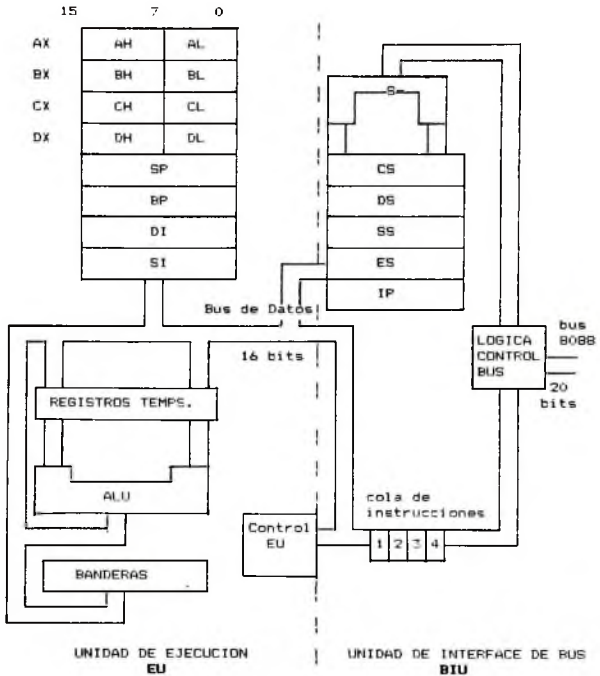 15 7 0
AX AH AL
BX BH BL
CX CH CL
DX DH DL
SP
BP
DI
SI
CS
DS
SS
ES
IP
Bus de Datos
16 bits
REGISTROS TEMPS.
ALU
BANDERAS
Control
EU
cola de
instrucciones
1 2 3 4
LOGICA
CONTROL
BUS
bus
8088
20
bits
UNIDAD DE EJECUCION
EU
UNIDAD DE INTERFACE DE BUS
BIU